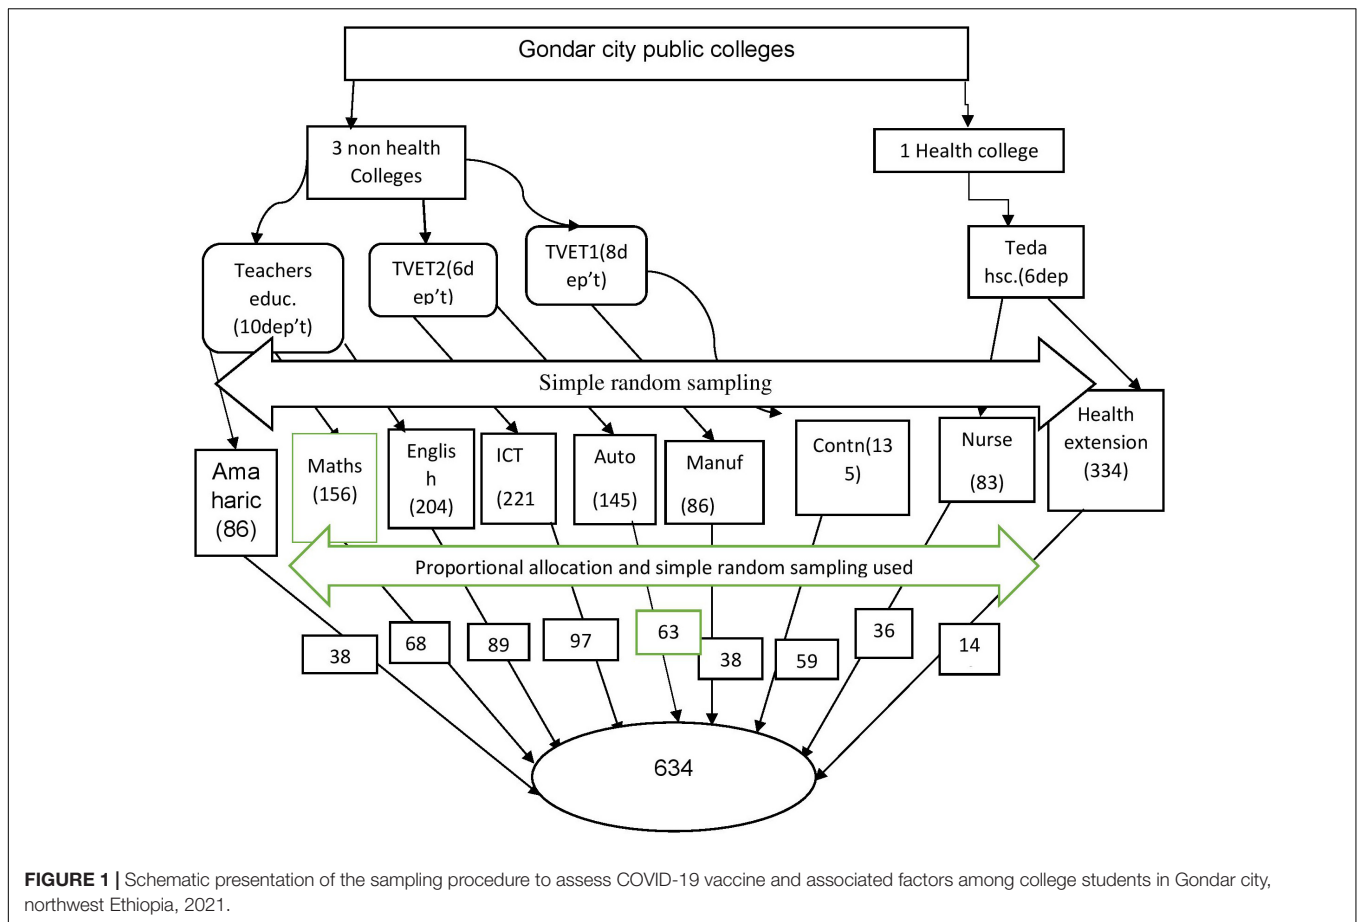 Gondar city public colleges
3 non health
Colleges
1 Health college
Teachers
educ.
(10dep’t)
TVET2(6d
ep’t)
TVET1(8d
ep’t)
Teda
hsc.(6dep
Simple random sampling
Ama
haric
(86)
Maths
(156)
Englis
h
(204)
ICT
(221
Auto
(145)
Manuf
(86)
Contn(13
5)
Nurse
(83)
Health
extension
(334)
Proportional allocation and simple random sampling used
38
68
89
97
63
38
59
36
14
634
FIGURE 1 | Schematic presentation of the sampling procedure to assess COVID-19 vaccine and associated factors among college students in Gondar city,
northwest Ethiopia, 2021.